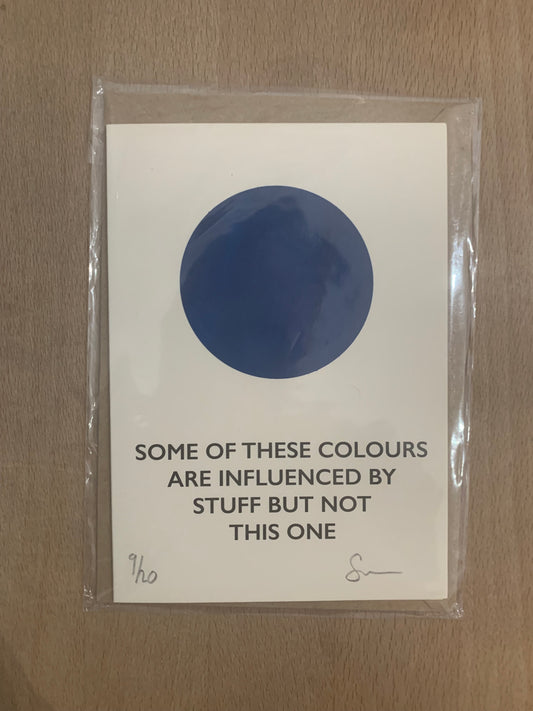 SOME OF THESE COLOURS
ARE INFLUENCED BY
STUFF BUT NOT
THIS ONE
9/20